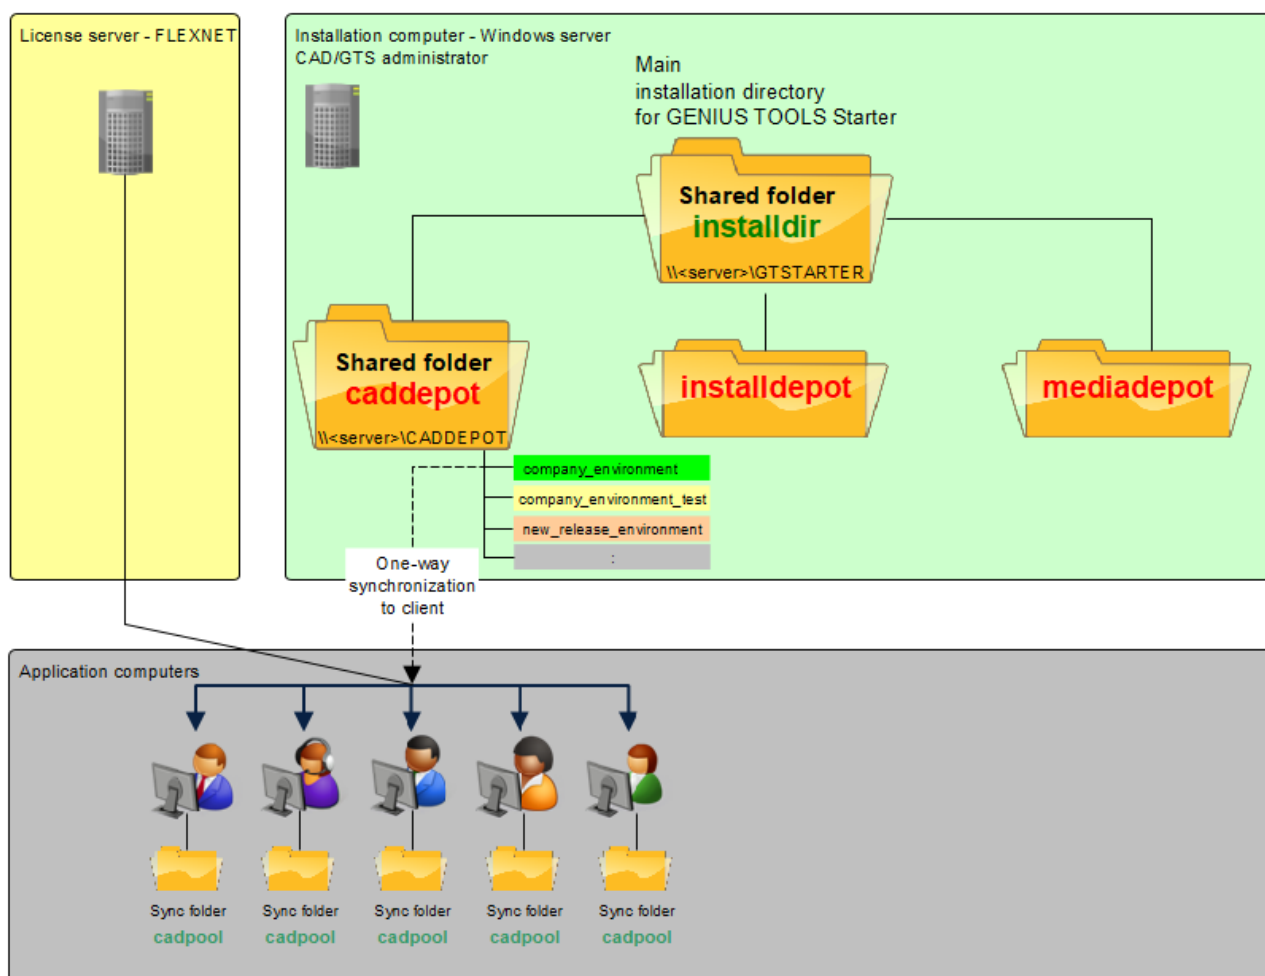 License server - FLEXNET
Installation computer - Windows server
CAD/GTS administrator
Main
installation directory
for GENIUS TOOLS Starter
Shared folder
installdir
\\<server>\GTSTARTER
Shared folder
caddepot
\\<server>\CADDEPOT
installdepot
mediadepot
company_environment
company_environment_test
new_release_environment
:
One-way
synchronization
to client
Application computers
Sync folder
cadpool
Sync folder
cadpool
Sync folder
cadpool
Sync folder
cadpool
Sync folder
cadpool